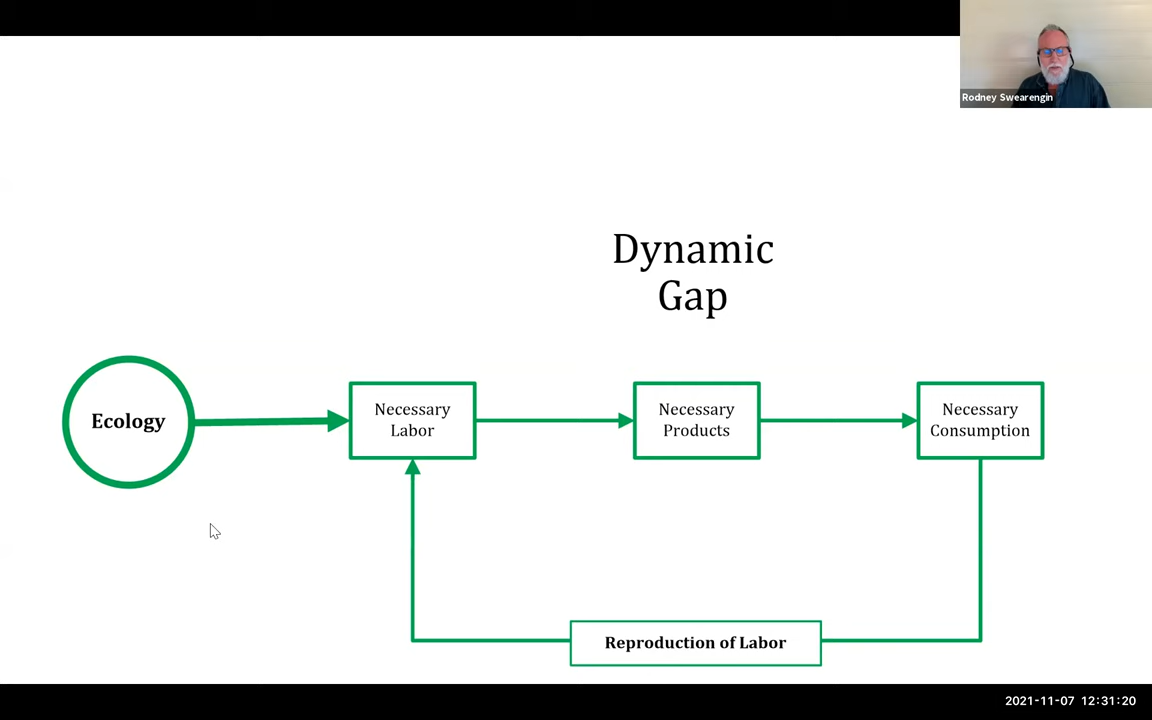 Rodney Swearengin
Dynamic
Gap
Ecology
Necessary
Labor
Necessary
Products
Necessary
Consumption
Reproduction of Labor
2021-11-07 12:31:20